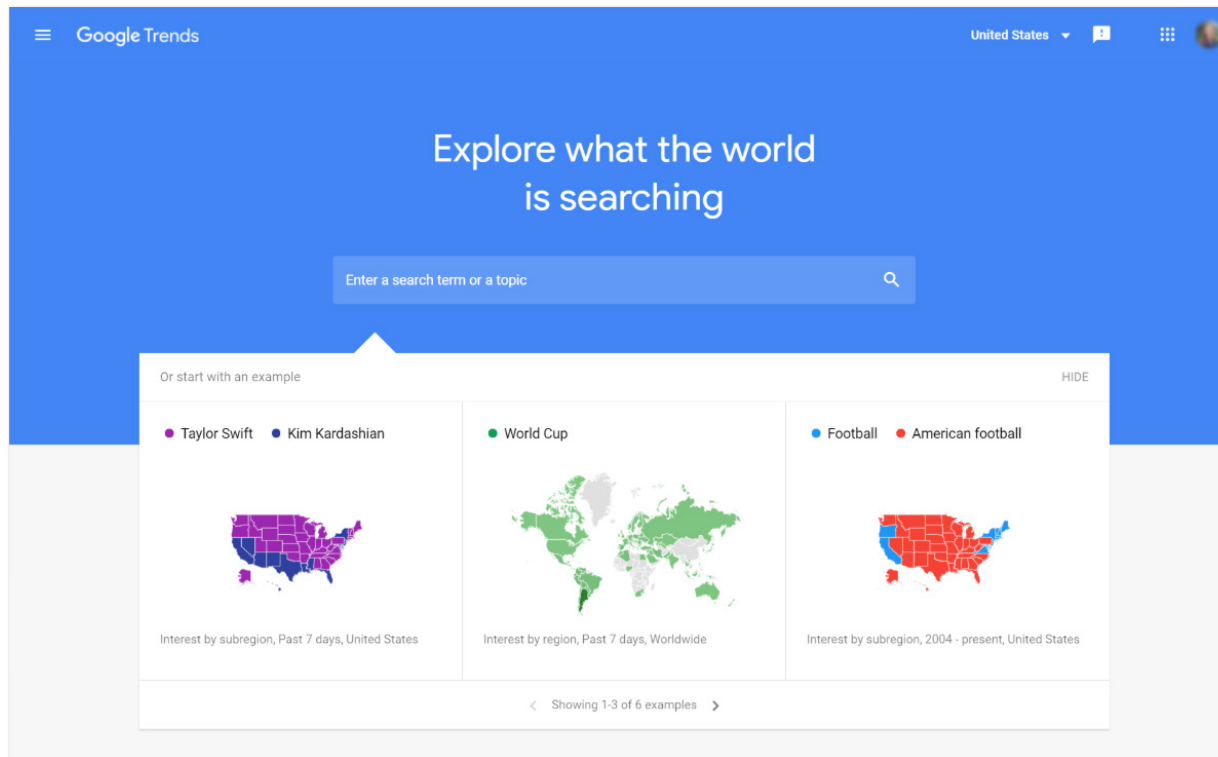 Google Trends
United States
Explore what the world
is searching
Enter a search term or a topic
Or start with an example
HIDE
Taylor Swift Kim Kardashian
World Cup
Football American football
Interest by subregion, Past 7 days, United States
Interest by region, Past 7 days, Worldwide
Interest by subregion, 2004 - present, United States
Showing 1-3 of 6 examples